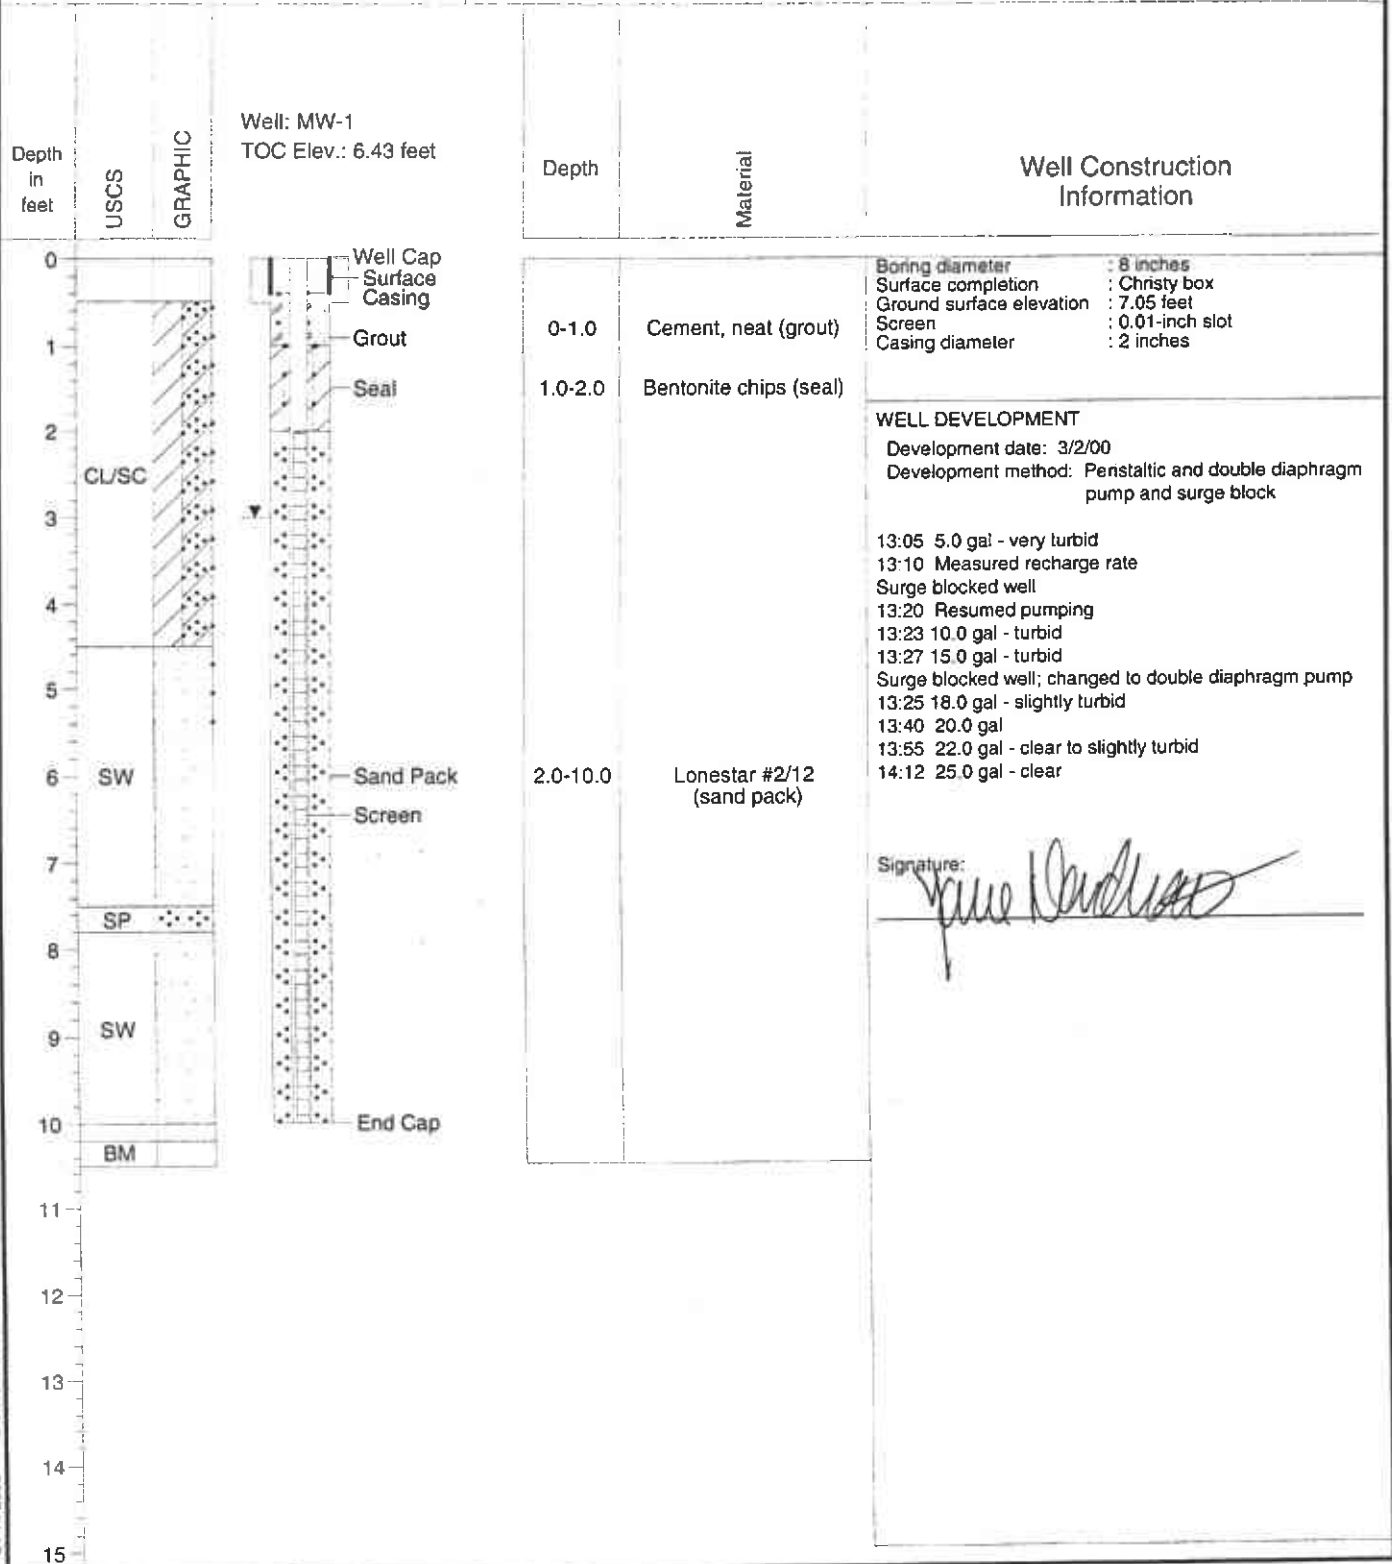 Depth
in
feet
USCS
GRAPHIC
Well: MW-1
TOC Elev.: 6.43 feet
Depth
Material
Well Construction
Information
0
1
2
3
4
5
6
7
8
9
10
11
12
13
14
15
CL/SC
SW
SP
SW
BM
Well Cap
Surface
Casing
Grout
Seal
Sand Pack
Screen
End Cap
0-1.0 Cement, neat (grout)
1.0-2.0 Bentonite chips (seal)
2.0-10.0 Lonestar #2/12
(sand pack)
Boring diameter : 8 inches
Surface completion : Christy box
Ground surface elevation : 7.05 feet
Screen : 0.01-inch slot
Casing diameter : 2 inches
WELL DEVELOPMENT
Development date: 3/2/00
Development method: Peristaltic and double diaphragm
pump and surge block
13:05 5.0 gal - very turbid
13:10 Measured recharge rate
Surge blocked well
13:20 Resumed pumping
13:23 10.0 gal - turbid
13:27 15.0 gal - turbid
Surge blocked well; changed to double diaphragm pump
13:25 18.0 gal - slightly turbid
13:40 20.0 gal
13:55 22.0 gal - clear to slightly turbid
14:12 25.0 gal - clear
Signature: